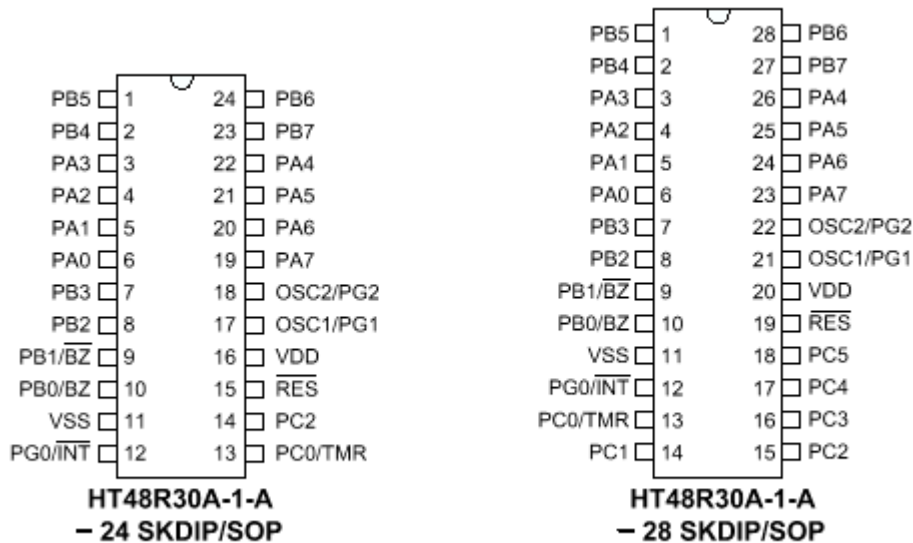 PB5 1 24 PB6
PB4 2 23 PB7
PA3 3 22 PA4
PA2 4 21 PA5
PA1 5 20 PA6
PA0 6 19 PA7
PB3 7 18 OSC2/PG2
PB2 8 17 OSC1/PG1
PB1/B̅Z̅ 9 16 VDD
PB0/BZ 10 15 R̅E̅S̅
VSS 11 14 PC2
PG0/I̅N̅T̅ 12 13 PC0/TMR
HT48R30A-1-A
– 24 SKDIP/SOP
PB5 1 28 PB6
PB4 2 27 PB7
PA3 3 26 PA4
PA2 4 25 PA5
PA1 5 24 PA6
PA0 6 23 PA7
PB3 7 22 OSC2/PG2
PB2 8 21 OSC1/PG1
PB1/B̅Z̅ 9 20 VDD
PB0/BZ 10 19 R̅E̅S̅
VSS 11 18 PC5
PG0/I̅N̅T̅ 12 17 PC4
PC0/TMR 13 16 PC3
PC1 14 15 PC2
HT48R30A-1-A
– 28 SKDIP/SOP